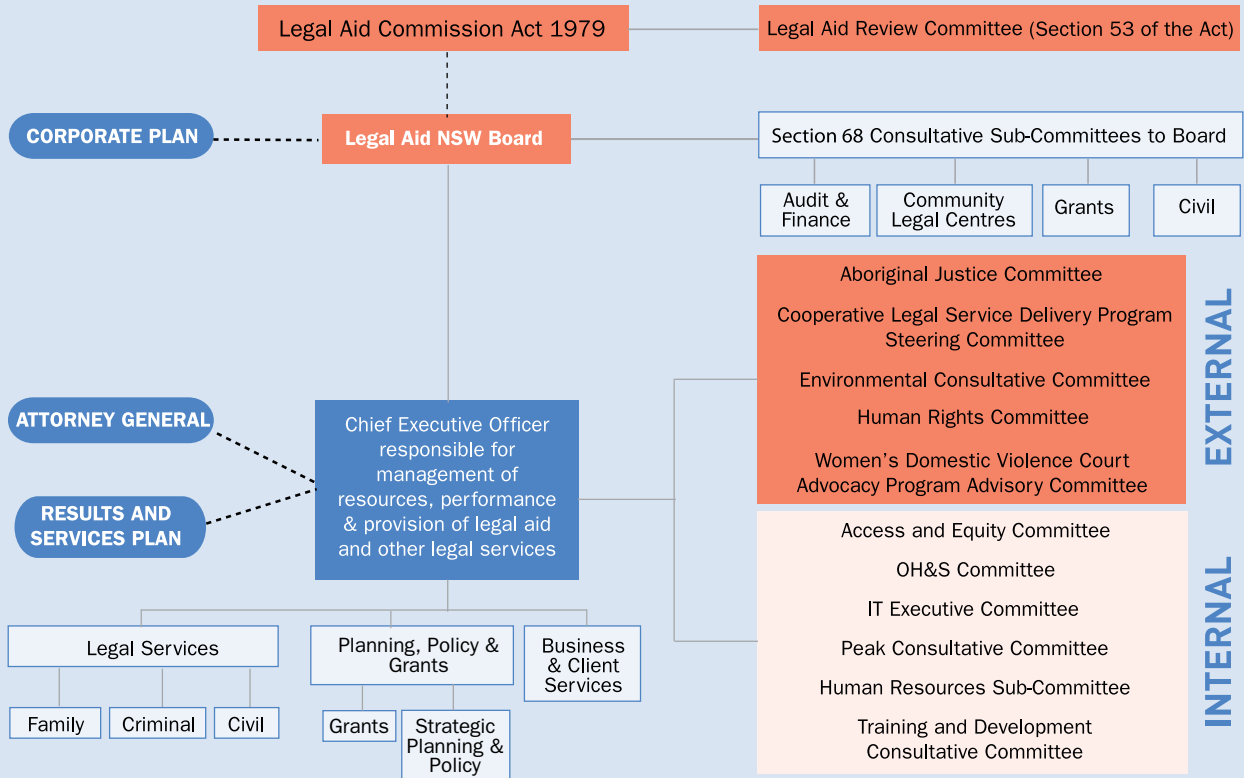 Legal Aid Commission Act 1979
Legal Aid Review Committee (Section 53 of the Act)
CORPORATE PLAN
Legal Aid NSW Board
Section 68 Consultative Sub-Committees to Board
Audit &
Finance
Community
Legal Centres
Grants
Civil
Aboriginal Justice Committee
Cooperative Legal Service Delivery Program
Steering Committee
Environmental Consultative Committee
Human Rights Committee
Women's Domestic Violence Court
Advocacy Program Advisory Committee
EXTERNAL
ATTORNEY GENERAL
RESULTS AND
SERVICES PLAN
Chief Executive Officer
responsible for
management of
resources, performance
& provision of legal aid
and other legal services
Access and Equity Committee
OH&S Committee
IT Executive Committee
Peak Consultative Committee
Human Resources Sub-Committee
Training and Development
Consultative Committee
INTERNAL
Legal Services
Family
Criminal
Civil
Planning, Policy &
Grants
Grants
Strategic
Planning &
Policy
Business
& Client
Services